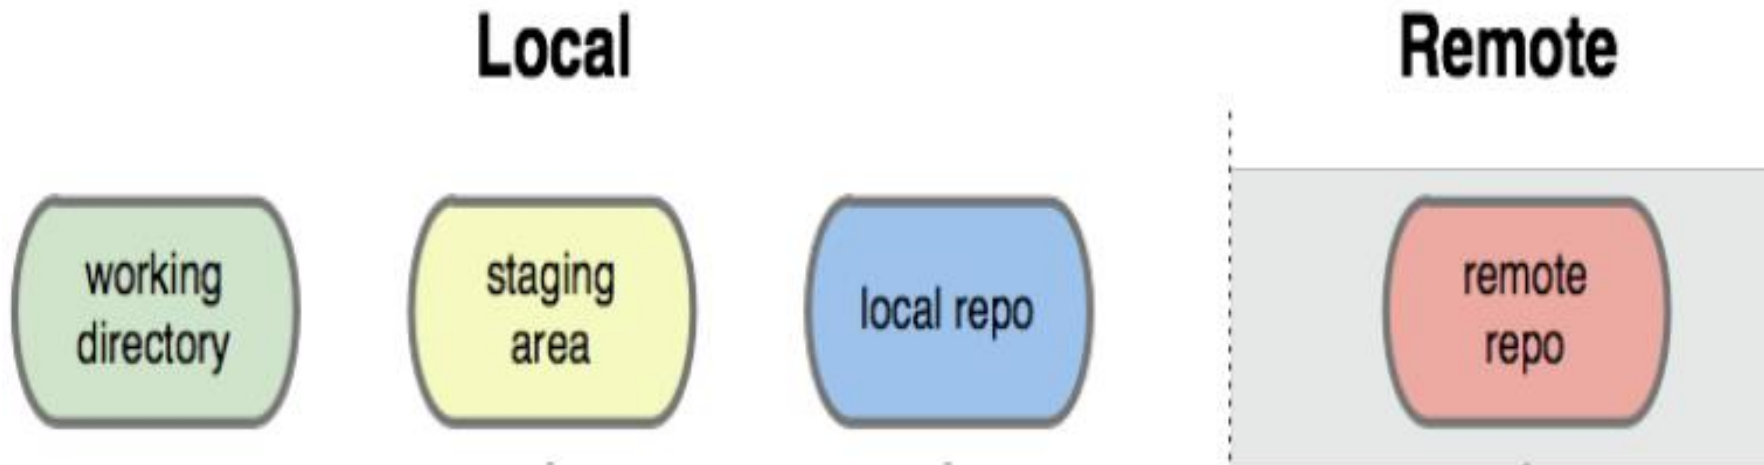 Local
Remote
working
directory
staging
area
local repo
remote
repo